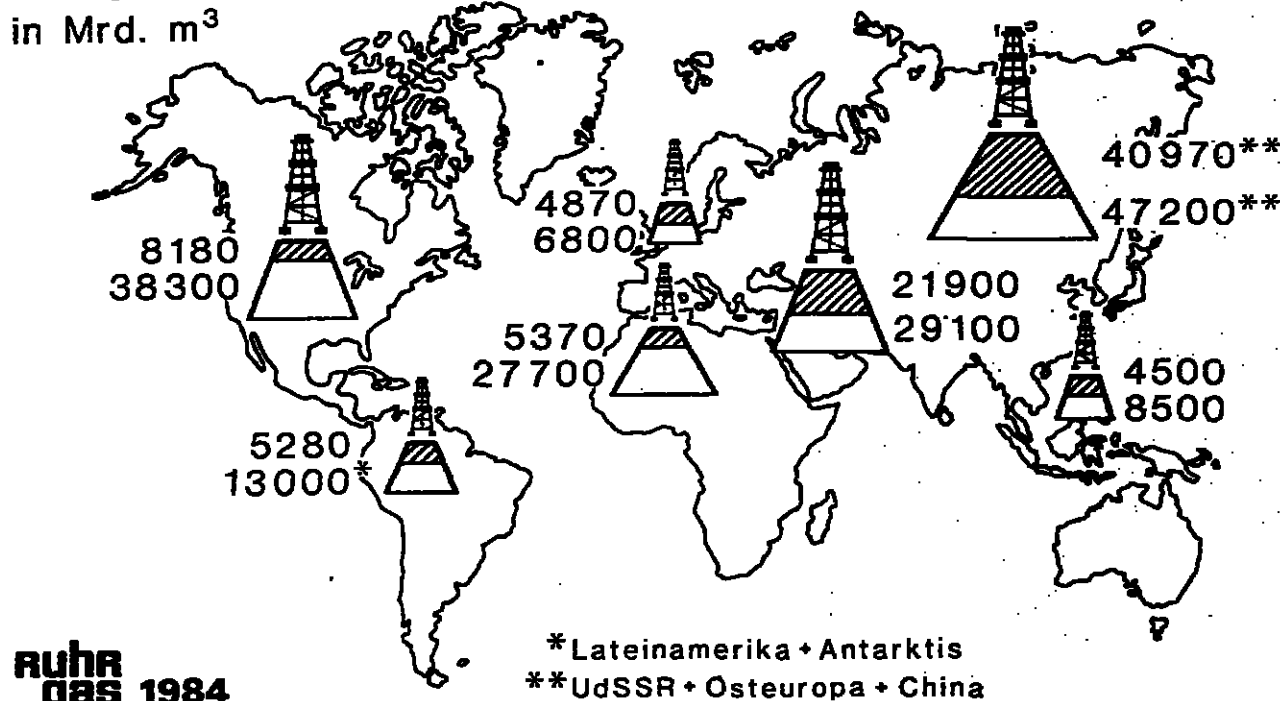 in Mrd. m³
40970**
47200**
4870
6800
8180
38300
21900
29100
5370
27700
4500
8500
5280
13000*
*Lateinamerika + Antarktis
**UdSSR + Osteuropa + China
Ruhr
gas 1984